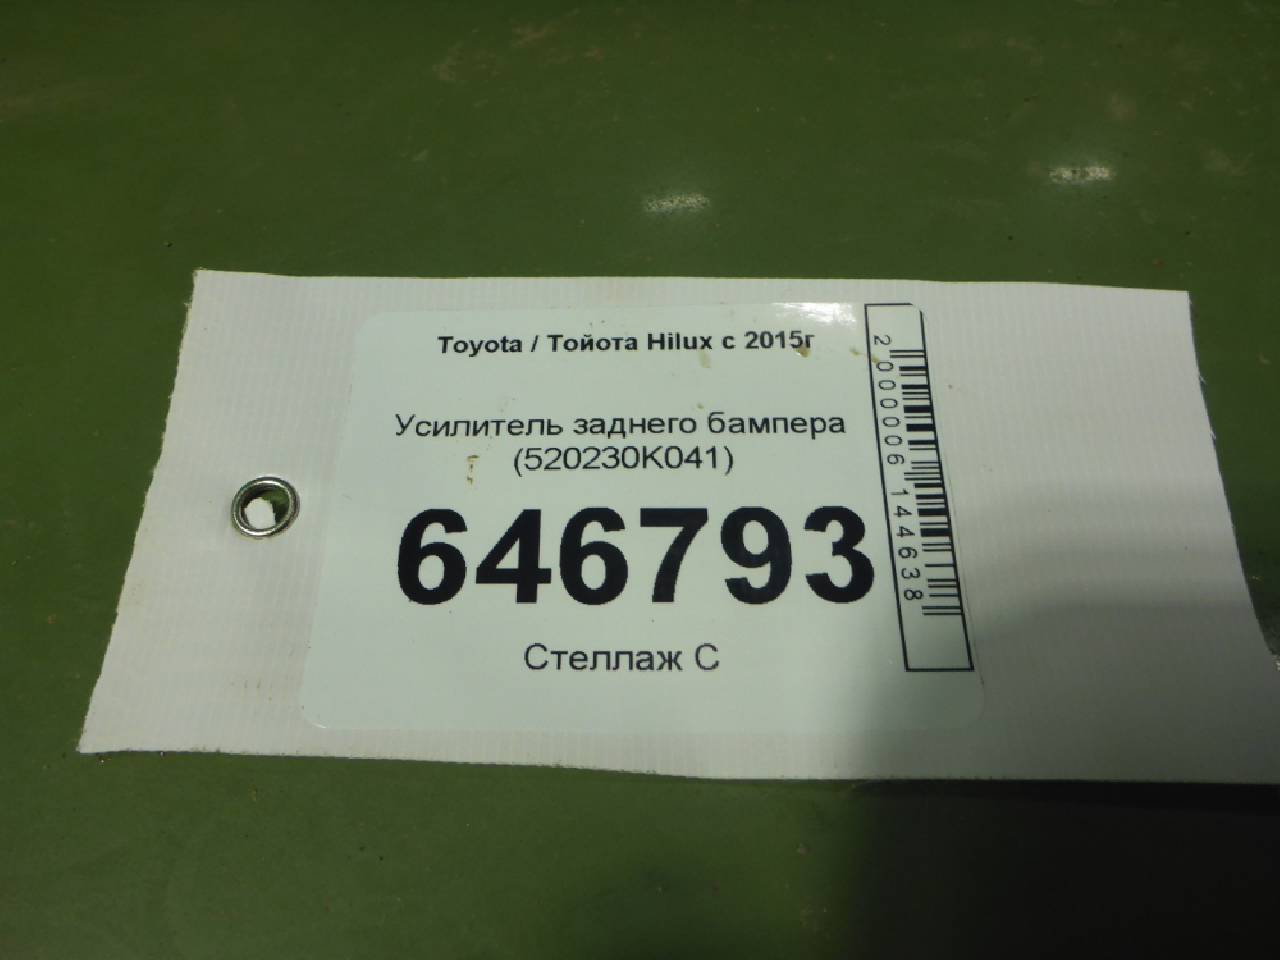 Toyota / Тойота Hilux с 2015г
Усилитель заднего бампера
(520230K041)
646793
Стеллаж С
2000006144638